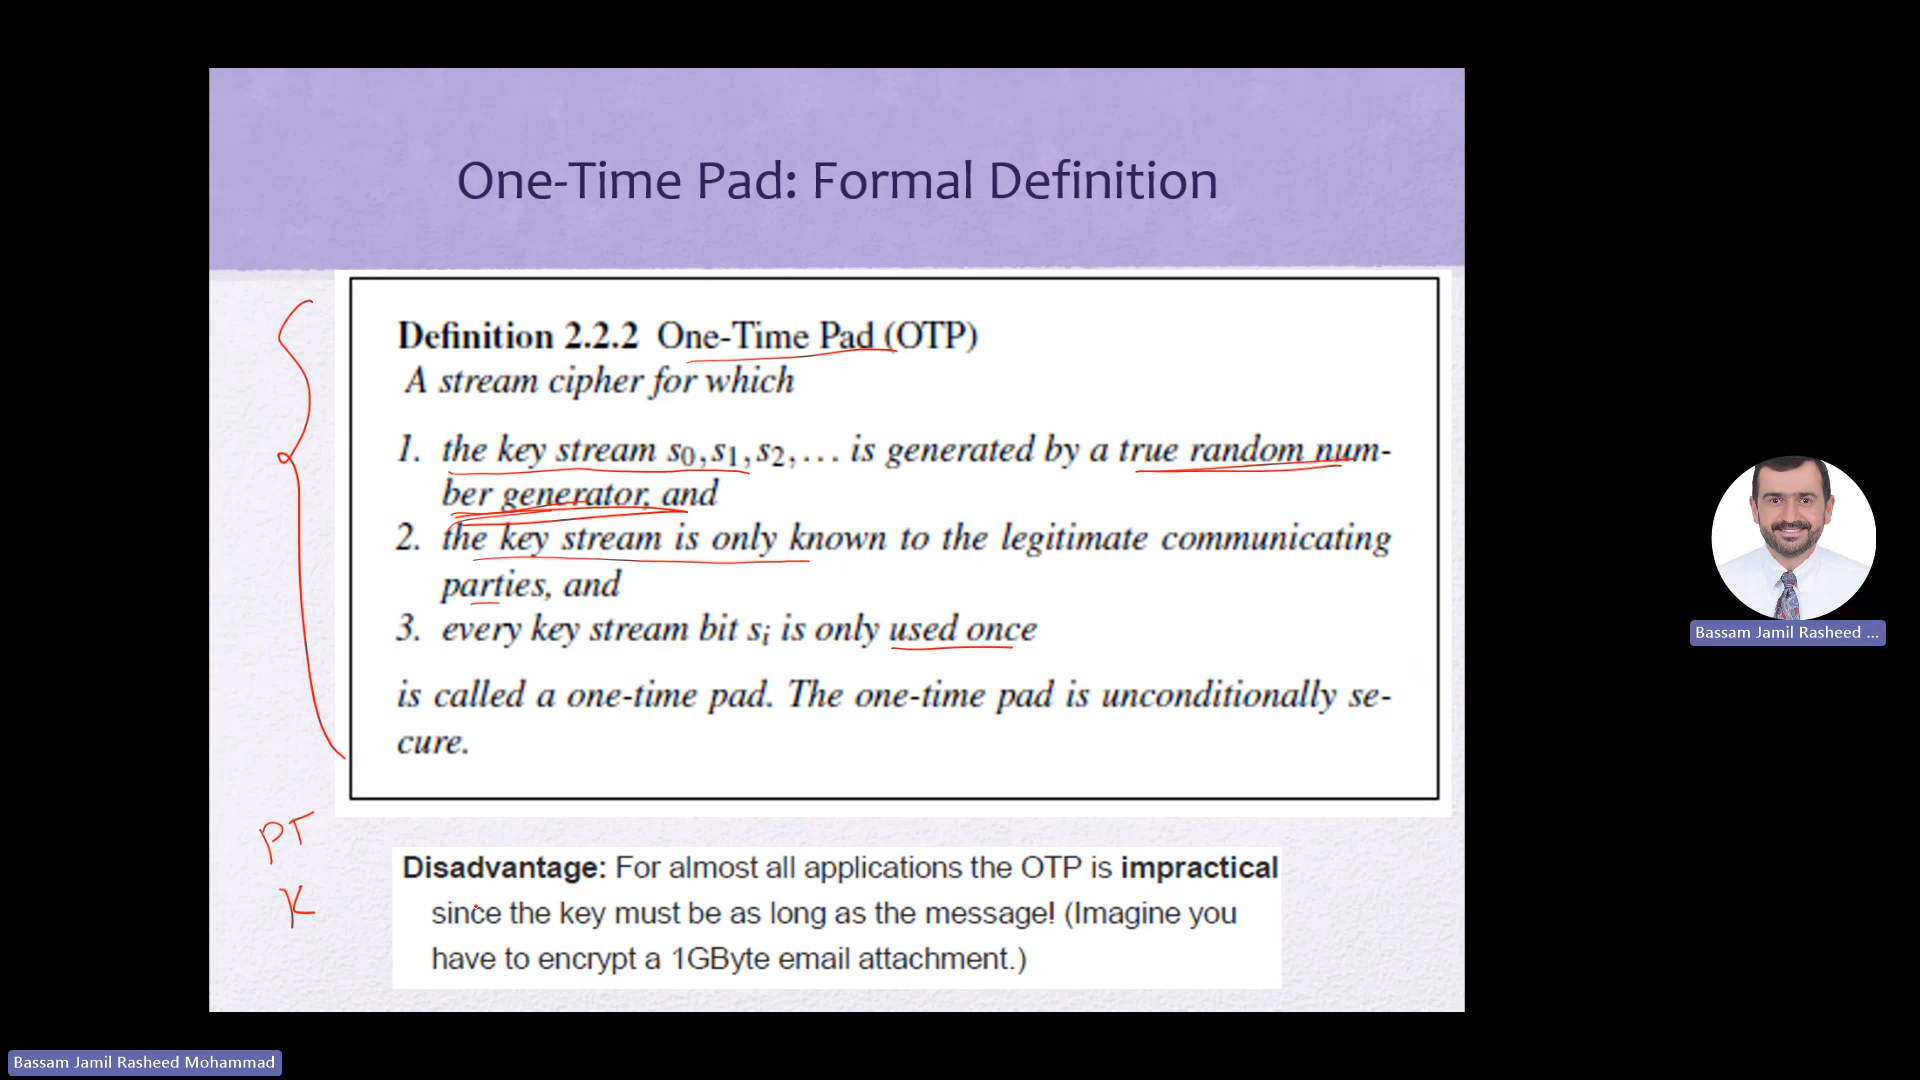 One-Time Pad: Formal Definition
Definition 2.2.2 One-Time Pad (OTP)
A stream cipher for which
1. the key stream s₀,s₁,s₂,... is generated by a true random num-
ber generator, and
2. the key stream is only known to the legitimate communicating
parties, and
3. every key stream bit sᵢ is only used once
is called a one-time pad. The one-time pad is unconditionally se-
cure.
PT
K
Disadvantage: For almost all applications the OTP is impractical
since the key must be as long as the message! (Imagine you
have to encrypt a 1GByte email attachment.)
Bassam Jamil Rasheed ...
Bassam Jamil Rasheed Mohammad